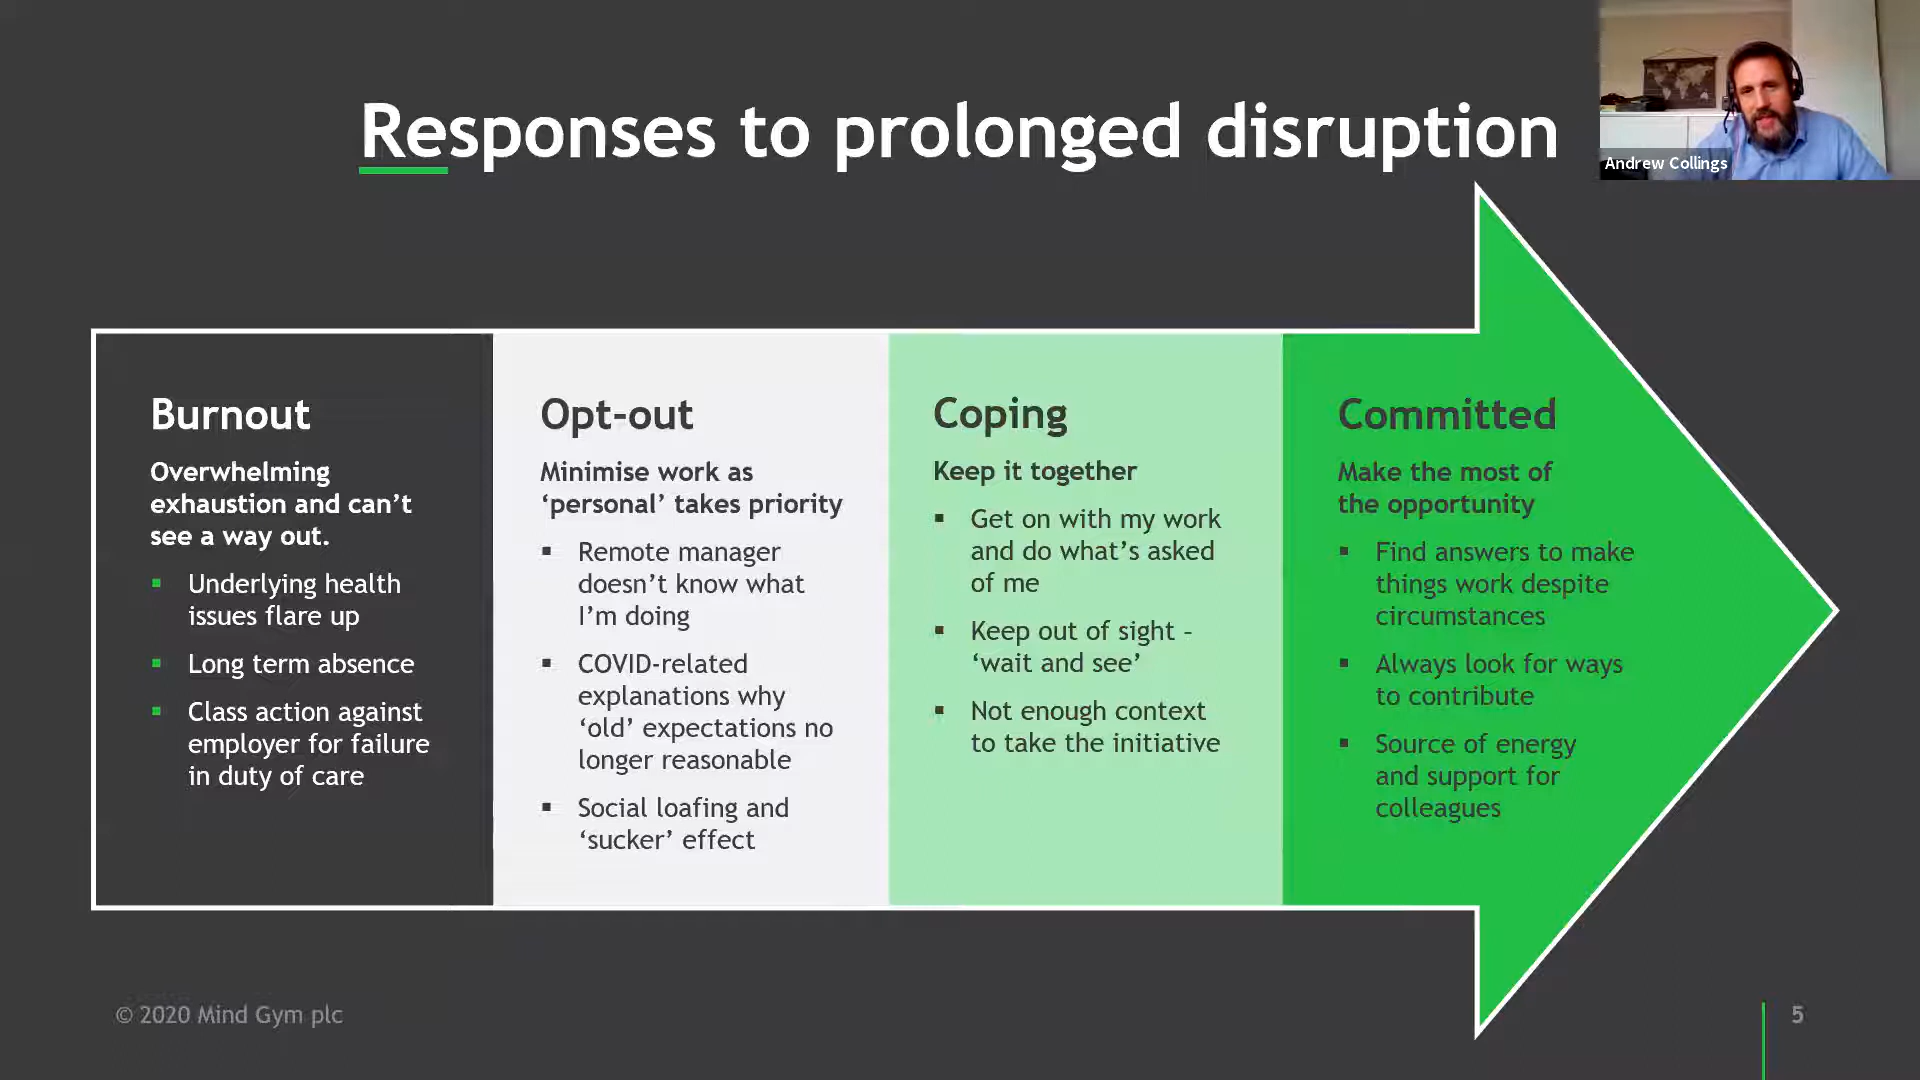 Responses to prolonged disruption
Andrew Collings
Burnout
Overwhelming
exhaustion and can’t
see a way out.
▪ Underlying health
issues flare up
▪ Long term absence
▪ Class action against
employer for failure
in duty of care
Opt-out
Minimise work as
‘personal’ takes priority
▪ Remote manager
doesn’t know what
I’m doing
▪ COVID-related
explanations why
‘old’ expectations no
longer reasonable
▪ Social loafing and
‘sucker’ effect
Coping
Keep it together
▪ Get on with my work
and do what’s asked
of me
▪ Keep out of sight –
‘wait and see’
▪ Not enough context
to take the initiative
Committed
Make the most of
the opportunity
▪ Find answers to make
things work despite
circumstances
▪ Always look for ways
to contribute
▪ Source of energy
and support for
colleagues
© 2020 Mind Gym plc
5